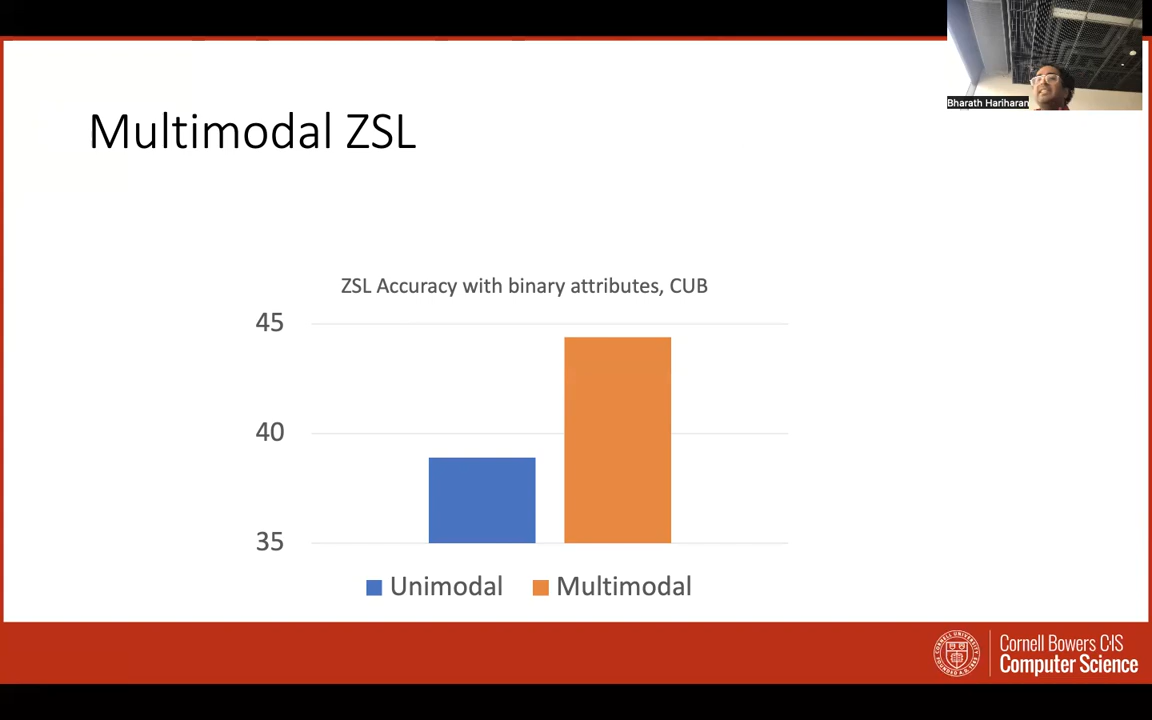 Bharath Hariharan
Multimodal ZSL
ZSL Accuracy with binary attributes, CUB
45
40
35
Unimodal
Multimodal
Cornell Bowers C·IS
Computer Science